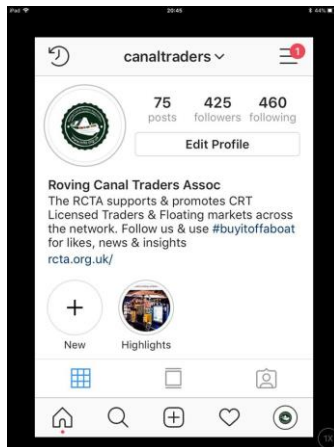 iPad
20:45
44%
canaltraders
1
75 425 460
posts followers following
Edit Profile
Roving Canal Traders Assoc
The RCTA supports & promotes CRT
Licensed Traders & Floating markets across
the network. Follow us & use #buyitoffaboat
for likes, news & insights
rcta.org.uk/
New Highlights
1X